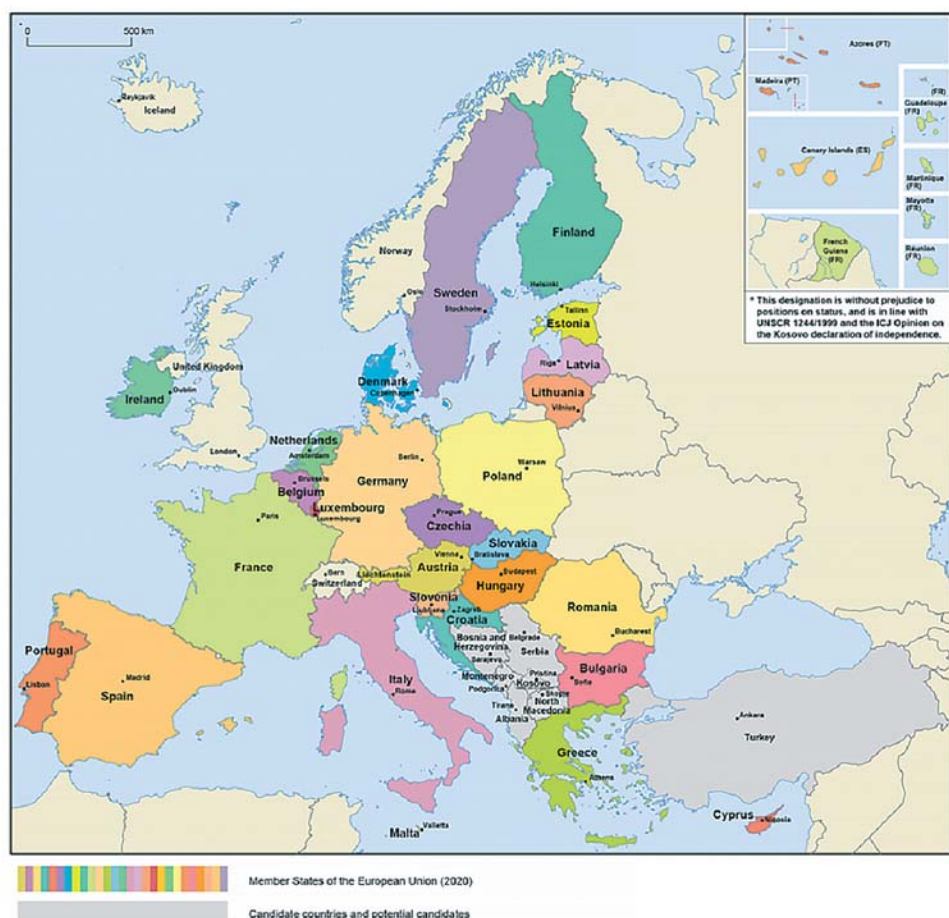 0 500 km
Reykjavik
Iceland
Azores (PT)
Madeira (PT)
(FR)
Guadeloupe
(FR)
Canary Islands (ES)
Martinique
(FR)
Mayotte
(FR)
French
Guiana
(FR)
Réunion
(FR)
* This designation is without prejudice to
positions on status, and is in line with
UNSCR 1244/1999 and the ICJ Opinion on
the Kosovo declaration of independence.
Finland
Helsinki
Norway
Oslo
Sweden
Stockholm
Tallinn
Estonia
Riga
Latvia
Lithuania
Vilnius
United Kingdom
Dublin
Ireland
London
Denmark
Copenhagen
Netherlands
Amsterdam
Brussels
Belgium
Luxembourg
Luxembourg
Berlin
Germany
Warsaw
Poland
Prague
Czechia
Slovakia
Bratislava
Vienna
Austria
Budapest
Hungary
Paris
France
Bern
Switzerland
Liechtenstein
Slovenia
Ljubljana
Zagreb
Croatia
Romania
Bucharest
Bosnia and
Herzegovina
Sarajevo
Belgrade
Serbia
Montenegro
Podgorica
Pristina
Kosovo
*
Skopje
North
Macedonia
Tirana
Albania
Bulgaria
Sofia
Portugal
Lisbon
Madrid
Spain
Italy
Rome
Greece
Athens
Ankara
Turkey
Cyprus
Nicosia
Malta
Valletta
Member States of the European Union (2020)
Candidate countries and potential candidates